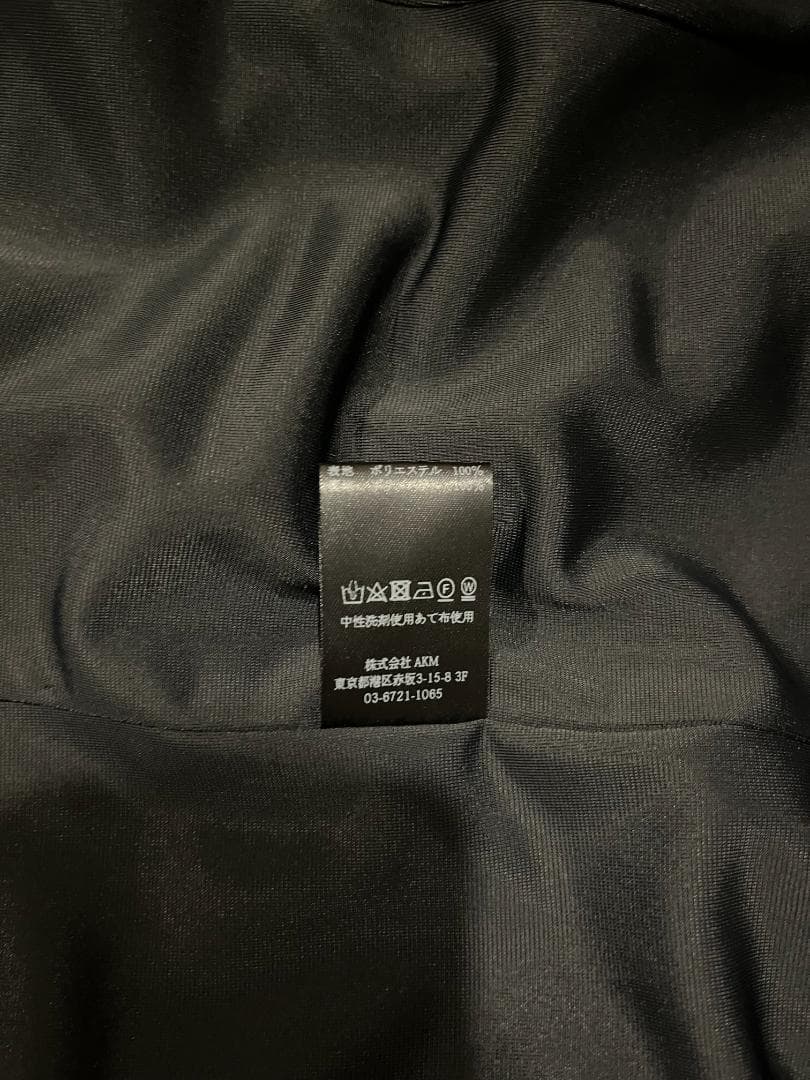 表地 ポリエステル 100%
中性洗剤使用あて布使用
株式会社 AKM
東京都港区赤坂3-15-8 3F
03-6721-1065